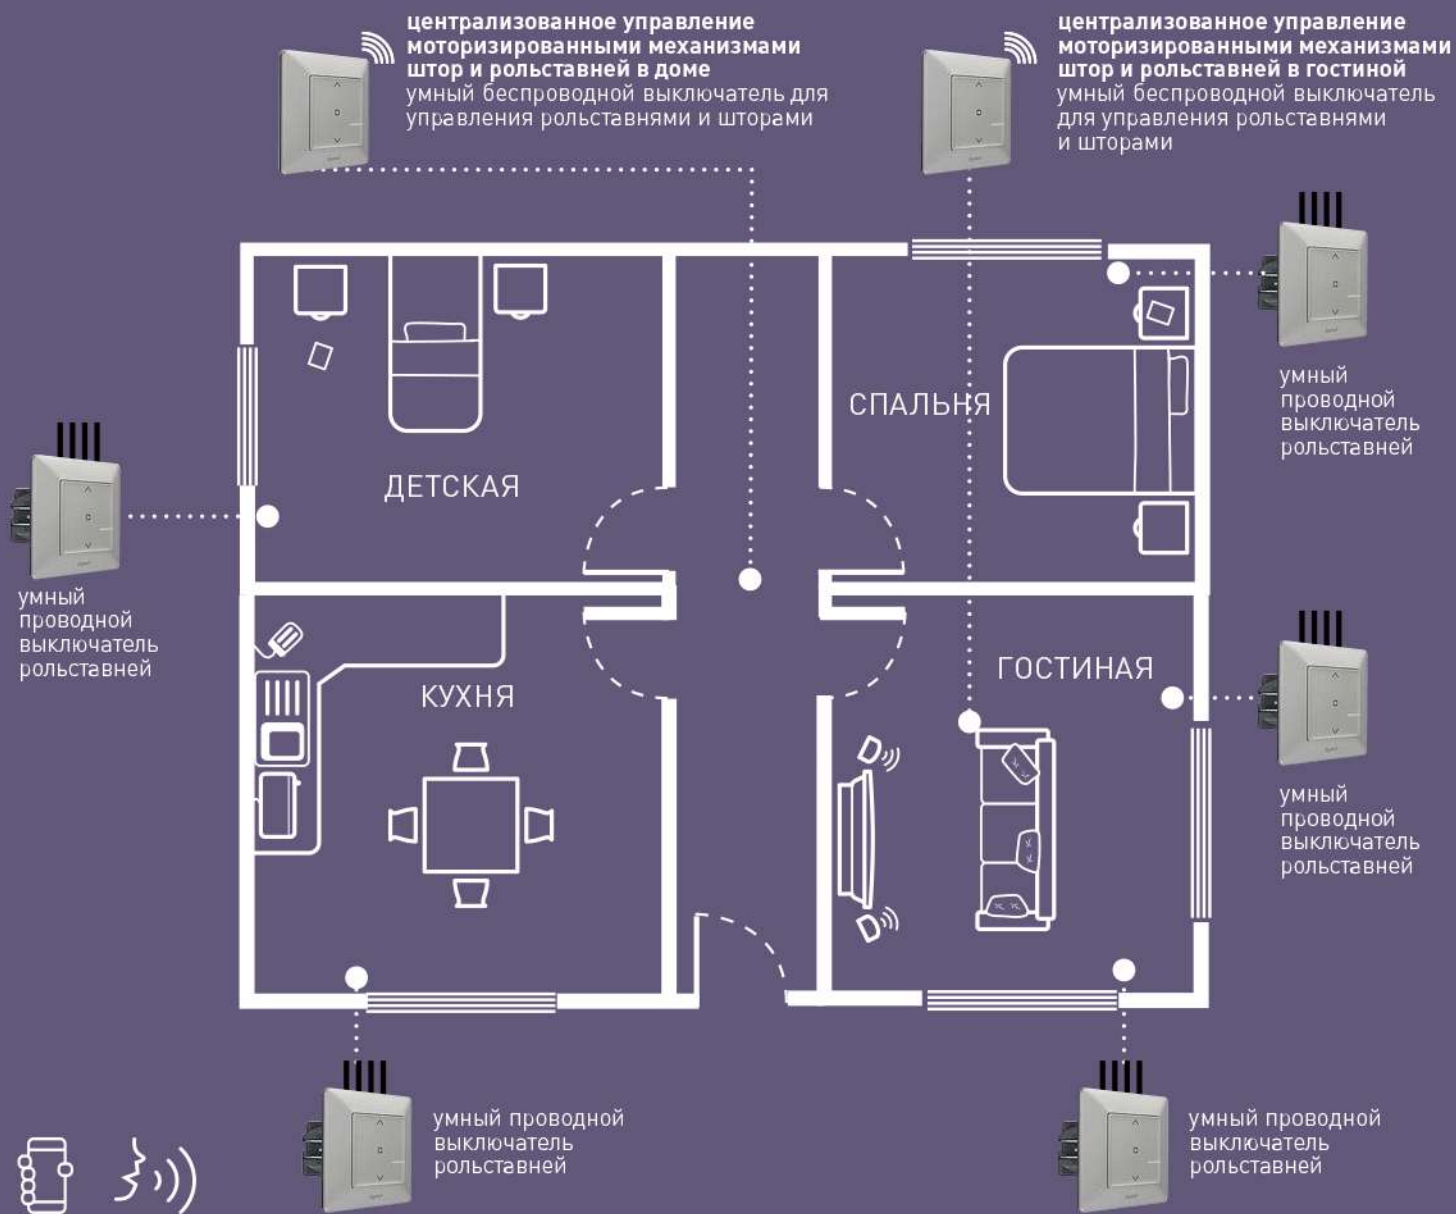 централизованное управление
моторизированными механизмами
штор и рольставней в доме
умный беспроводной выключатель для
управления рольставнями и шторами
централизованное управление
моторизированными механизмами
штор и рольставней в гостиной
умный беспроводной выключатель
для управления рольставнями
и шторами
умный
проводной
выключатель
рольставней
СПАЛЬНЯ
ДЕТСКАЯ
умный
проводной
выключатель
рольставней
ГОСТИНАЯ
КУХНЯ
умный
проводной
выключатель
рольставней
умный проводной
выключатель
рольставней
умный проводной
выключатель
рольставней